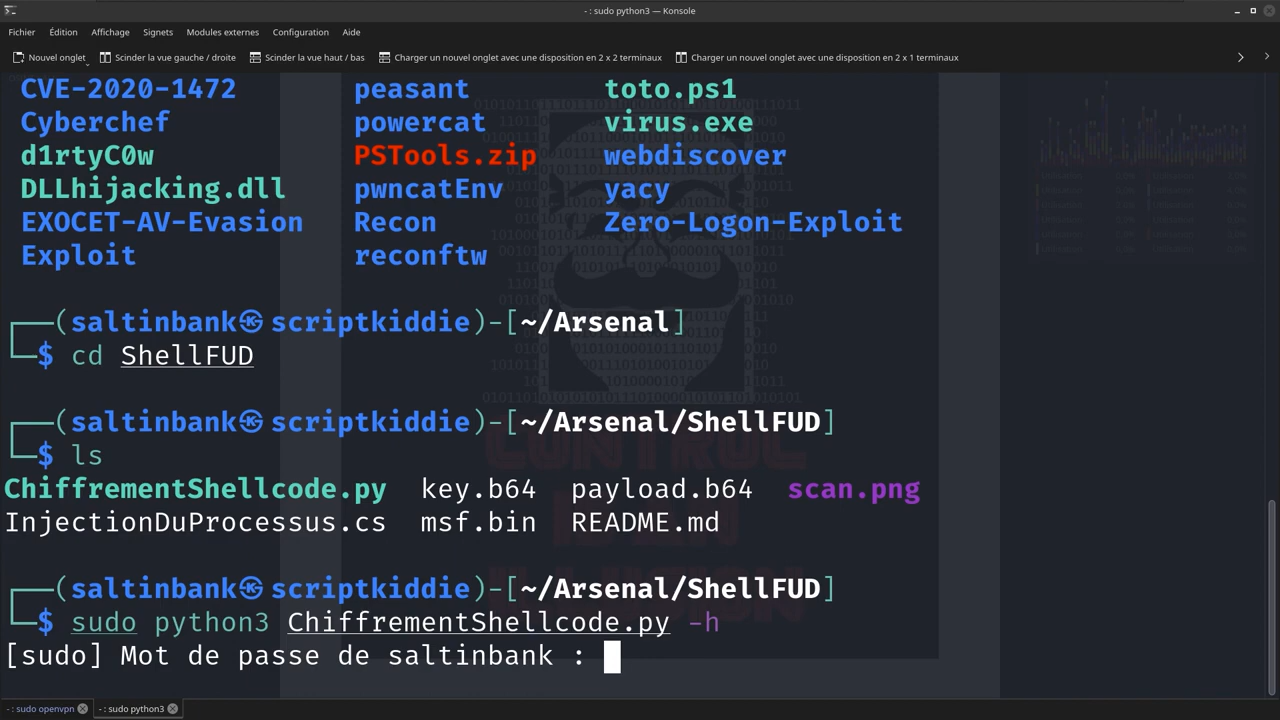 - : sudo python3 — Konsole
Fichier Édition Affichage Signets Modules externes Configuration Aide
Nouvel onglet Scinder la vue gauche / droite Scinder la vue haut / bas Charger un nouvel onglet avec une disposition en 2 x 2 terminaux Charger un nouvel onglet avec une disposition en 2 x 1 terminaux
CVE-2020-1472 peasant toto.ps1
Cyberchef powercat virus.exe
d1rtyC0w PSTools.zip webdiscover
DLLhijacking.dll pwncatEnv yacy
EXOCET-AV-Evasion Recon Zero-Logon-Exploit
Exploit reconftw
┌──(saltinbank㉿scriptkiddie)-[~/Arsenal]
└─$ cd ShellFUD
┌──(saltinbank㉿scriptkiddie)-[~/Arsenal/ShellFUD]
└─$ ls
ChiffrementShellcode.py key.b64 payload.b64 scan.png
InjectionDuProcessus.cs msf.bin README.md
┌──(saltinbank㉿scriptkiddie)-[~/Arsenal/ShellFUD]
└─$ sudo python3 ChiffrementShellcode.py -h
[sudo] Mot de passe de saltinbank :
- : sudo openvpn - : sudo python3